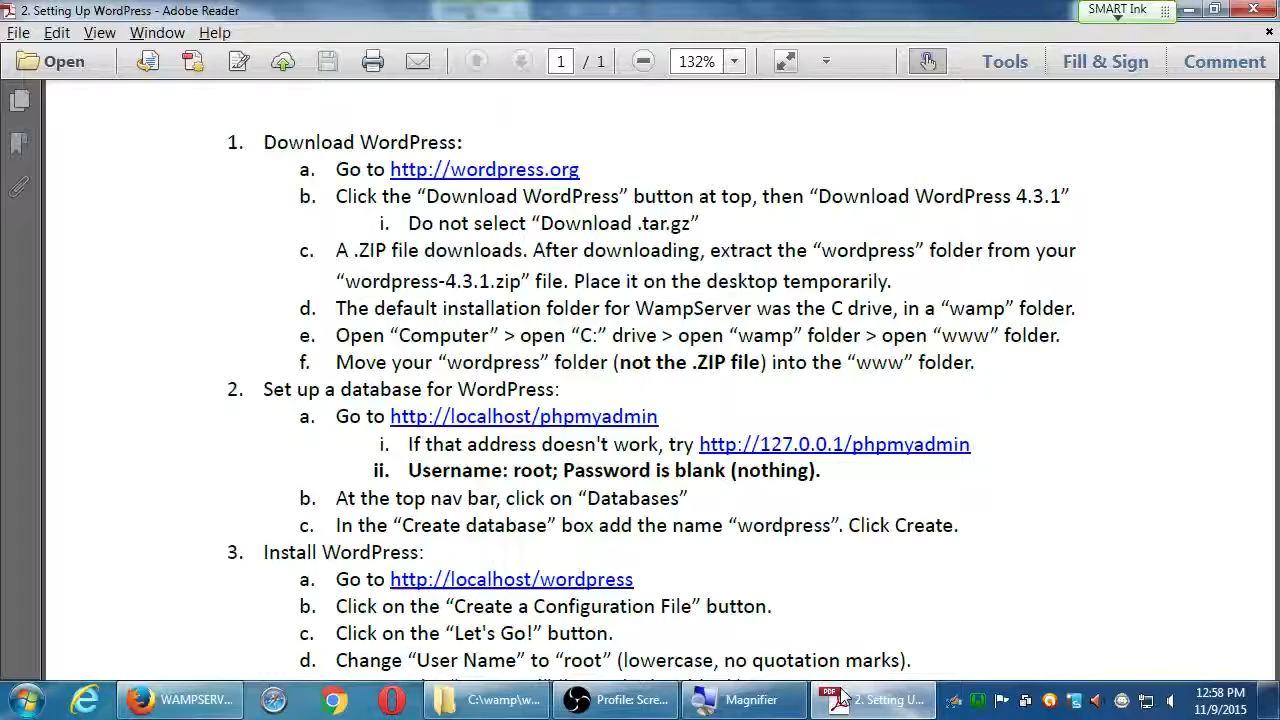 2. Setting Up WordPress - Adobe Reader
SMART Ink
File Edit View Window Help
Open 1 / 1 132% Tools Fill & Sign Comment
1. Download WordPress:
a. Go to http://wordpress.org
b. Click the “Download WordPress” button at top, then “Download WordPress 4.3.1”
i. Do not select “Download .tar.gz”
c. A .ZIP file downloads. After downloading, extract the “wordpress” folder from your
“wordpress-4.3.1.zip” file. Place it on the desktop temporarily.
d. The default installation folder for WampServer was the C drive, in a “wamp” folder.
e. Open “Computer” > open “C:” drive > open “wamp” folder > open “www” folder.
f. Move your “wordpress” folder (not the .ZIP file) into the “www” folder.
2. Set up a database for WordPress:
a. Go to http://localhost/phpmyadmin
i. If that address doesn't work, try http://127.0.0.1/phpmyadmin
ii. Username: root; Password is blank (nothing).
b. At the top nav bar, click on “Databases”
c. In the “Create database” box add the name “wordpress”. Click Create.
3. Install WordPress:
a. Go to http://localhost/wordpress
b. Click on the “Create a Configuration File” button.
c. Click on the “Let's Go!” button.
d. Change “User Name” to “root” (lowercase, no quotation marks).
WAMPSERV... C:\wamp\w... Profile: Scre... Magnifier PDF 2. Setting U... 12:58 PM
11/9/2015